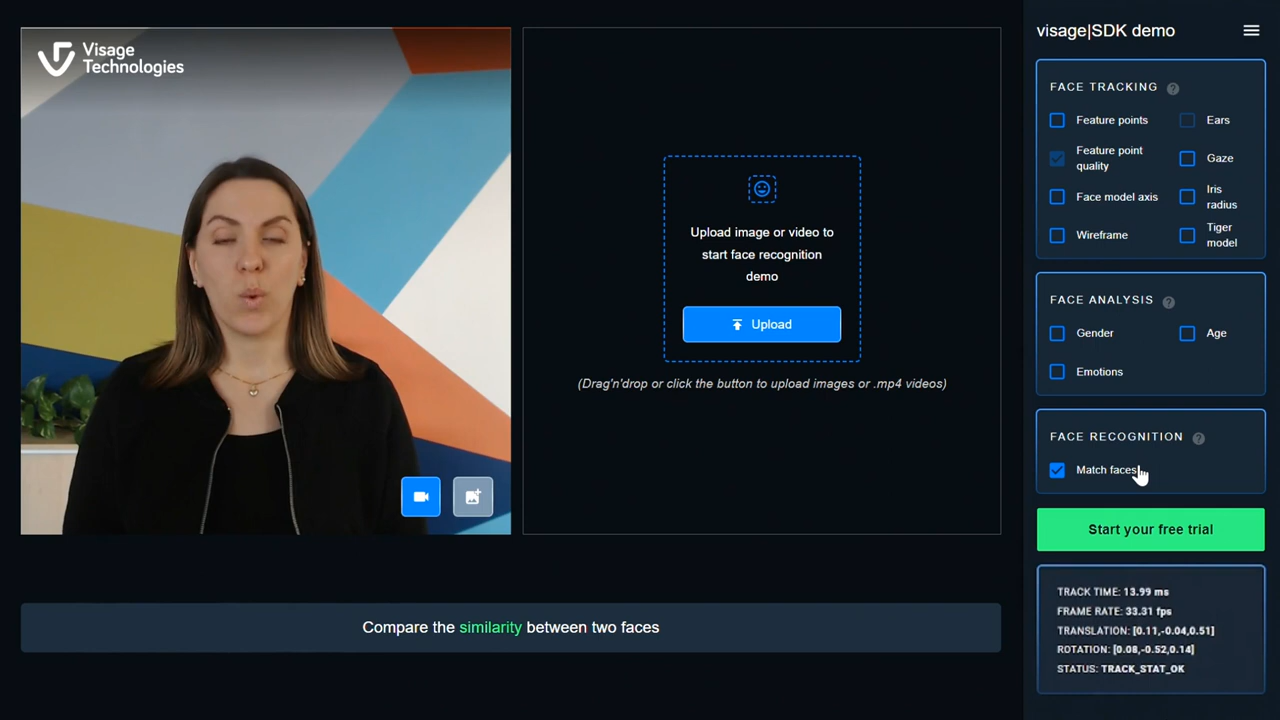 Visage
Technologies
Upload image or video to
start face recognition
demo
Upload
(Drag'n'drop or click the button to upload images or .mp4 videos)
Compare the similarity between two faces
visage|SDK demo
FACE TRACKING ?
Feature points
Ears
Feature point
quality
Gaze
Face model axis
Iris
radius
Wireframe
Tiger
model
FACE ANALYSIS ?
Gender
Age
Emotions
FACE RECOGNITION ?
Match faces
Start your free trial
TRACK TIME: 13.99 ms
FRAME RATE: 33.31 fps
TRANSLATION: [0.11,-0.04,0.51]
ROTATION: [0.08,-0.52,0.14]
STATUS: TRACK_STAT_OK